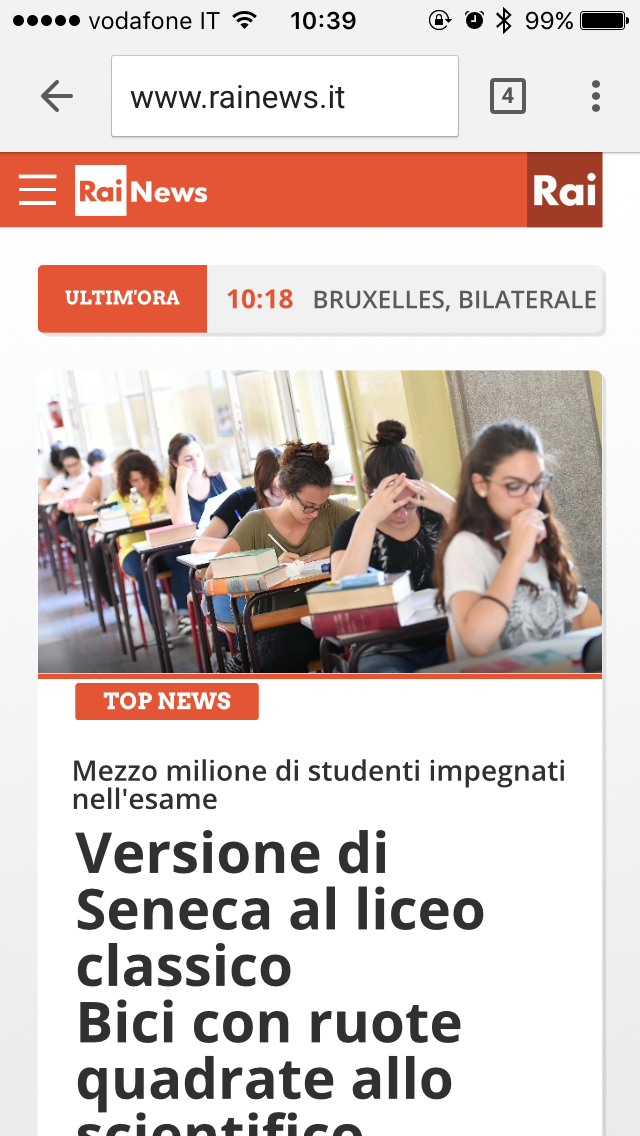 vodafone IT 10:39 99%
www.rainews.it 4
Rai News Rai
ULTIM'ORA 10:18 BRUXELLES, BILATERALE
TOP NEWS
Mezzo milione di studenti impegnati
nell'esame
Versione di
Seneca al liceo
classico
Bici con ruote
quadrate allo
scientifico